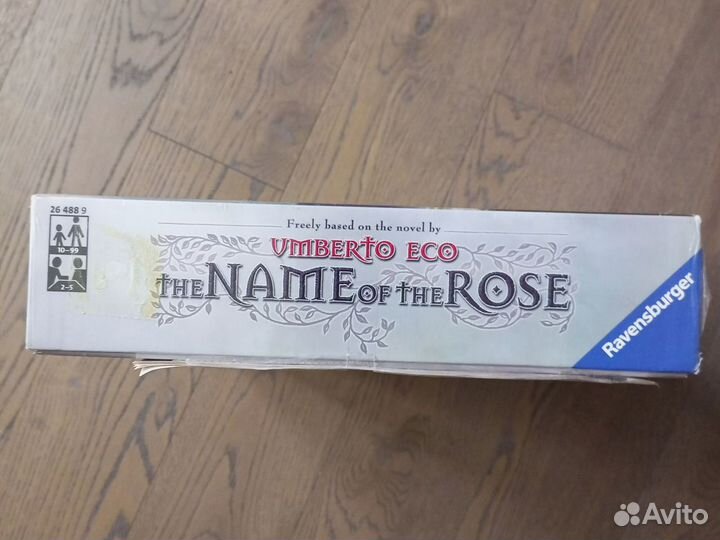 26 488 9
10-99
2-5
Freely based on the novel by
UMBERTO ECO
THE NAME OF THE ROSE
Ravensburger
Avito